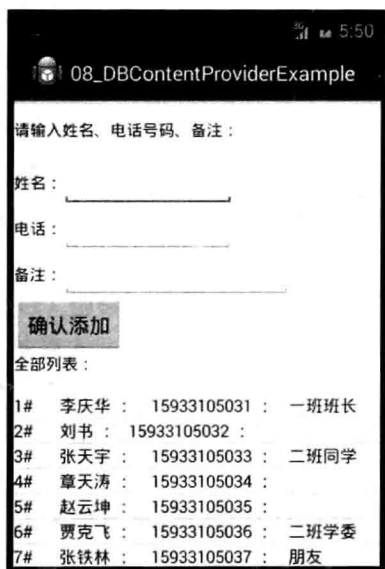 3G 5:50
08_DBContentProviderExample
请输入姓名、电话号码、备注：
姓名：
电话：
备注：
确认添加
全部列表：
1# 李庆华 ： 15933105031 ： 一班班长
2# 刘书 ： 15933105032 ：
3# 张天宇 ： 15933105033 ： 二班同学
4# 章天涛 ： 15933105034 ：
5# 赵云坤 ： 15933105035 ：
6# 贾克飞 ： 15933105036 ： 二班学委
7# 张铁林 ： 15933105037 ： 朋友